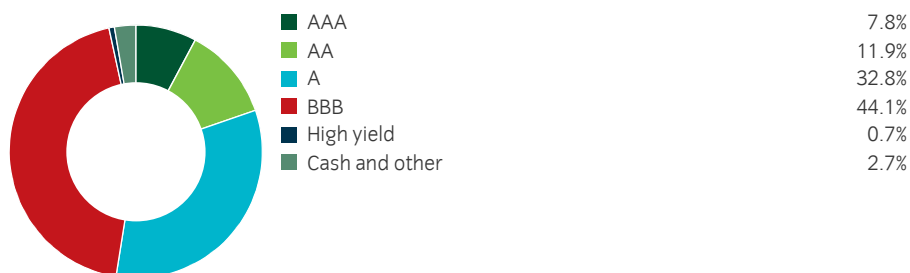 AAA 7.8%
AA 11.9%
A 32.8%
BBB 44.1%
High yield 0.7%
Cash and other 2.7%